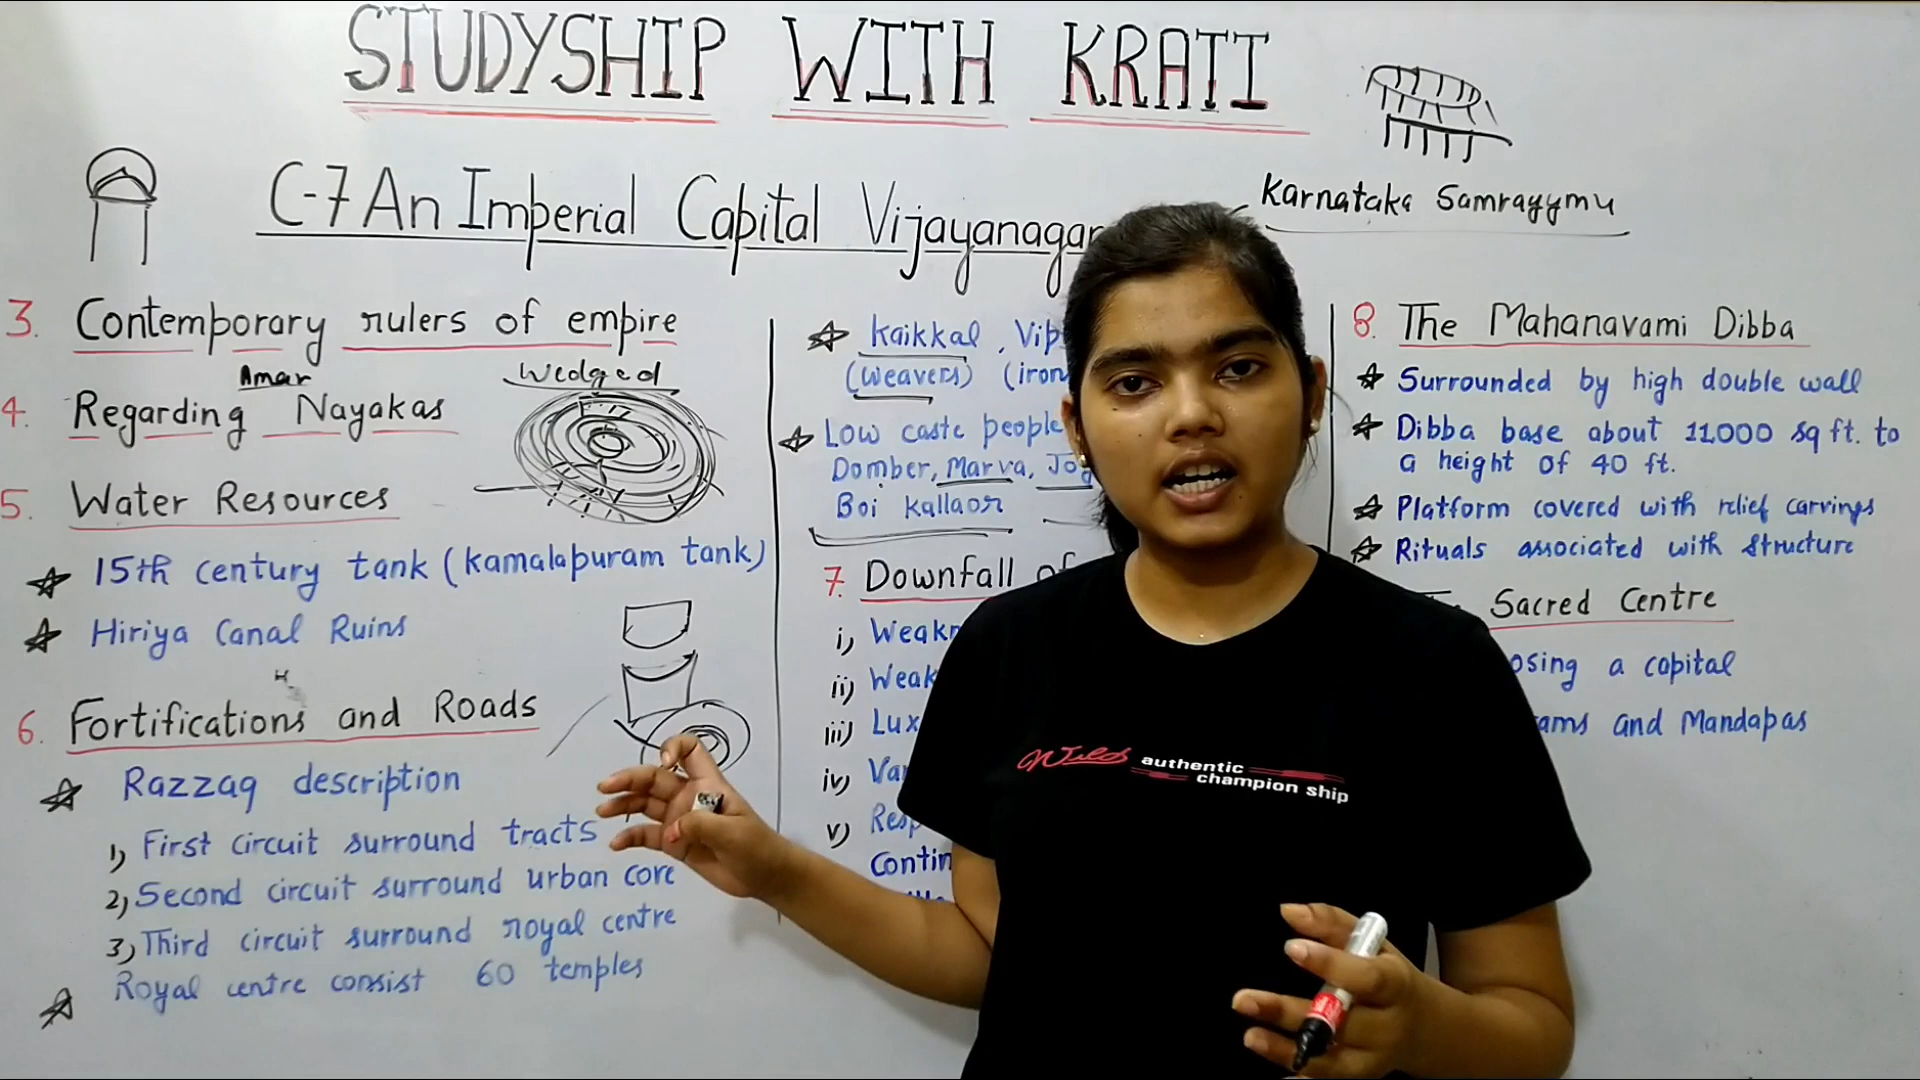 STUDYSHIP WITH KRATI
C-7 An Imperial Capital Vijayanagar
Karnataka Samrayymu
3. Contemporary rulers of empire
Amar
4. Regarding Nayakas
Wedged
5. Water Resources
15th century tank (Kamalapuram tank)
Hiriya Canal Ruins
6. Fortifications and Roads
Razzaq description
1) First circuit surround tracts
2) Second circuit surround urban core
3) Third circuit surround royal centre
Royal centre consist 60 temples
Kaikkal, Vip
(Weavers) (iron
Low caste people
Domber, Marva, Jog
Boi Kallaor
7. Downfall of
i) Weakn
ii) Weak
iii) Lux
iv) Va
v) Resp
Contin
8. The Mahanavami Dibba
Surrounded by high double wall
Dibba base about 11000 sq ft. to
a height of 40 ft.
Platform covered with relief carvings
Rituals associated with structure
Sacred Centre
osing a capital
ams and Mandapas
Wild authentic
champion ship